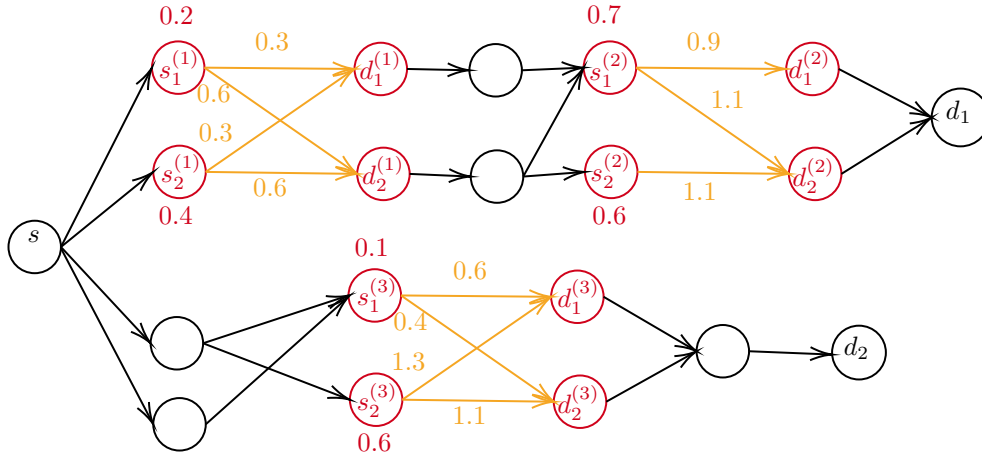 0.2
0.7
0.3
0.9
s_1^{(1)}
d_1^{(1)}
s_1^{(2)}
d_1^{(2)}
0.6
1.1
d_1
0.3
s_2^{(1)}
d_2^{(1)}
s_2^{(2)}
d_2^{(2)}
0.6
1.1
0.4
0.6
s
0.1
0.6
s_1^{(3)}
d_1^{(3)}
0.4
d_2
1.3
s_2^{(3)}
d_2^{(3)}
1.1
0.6